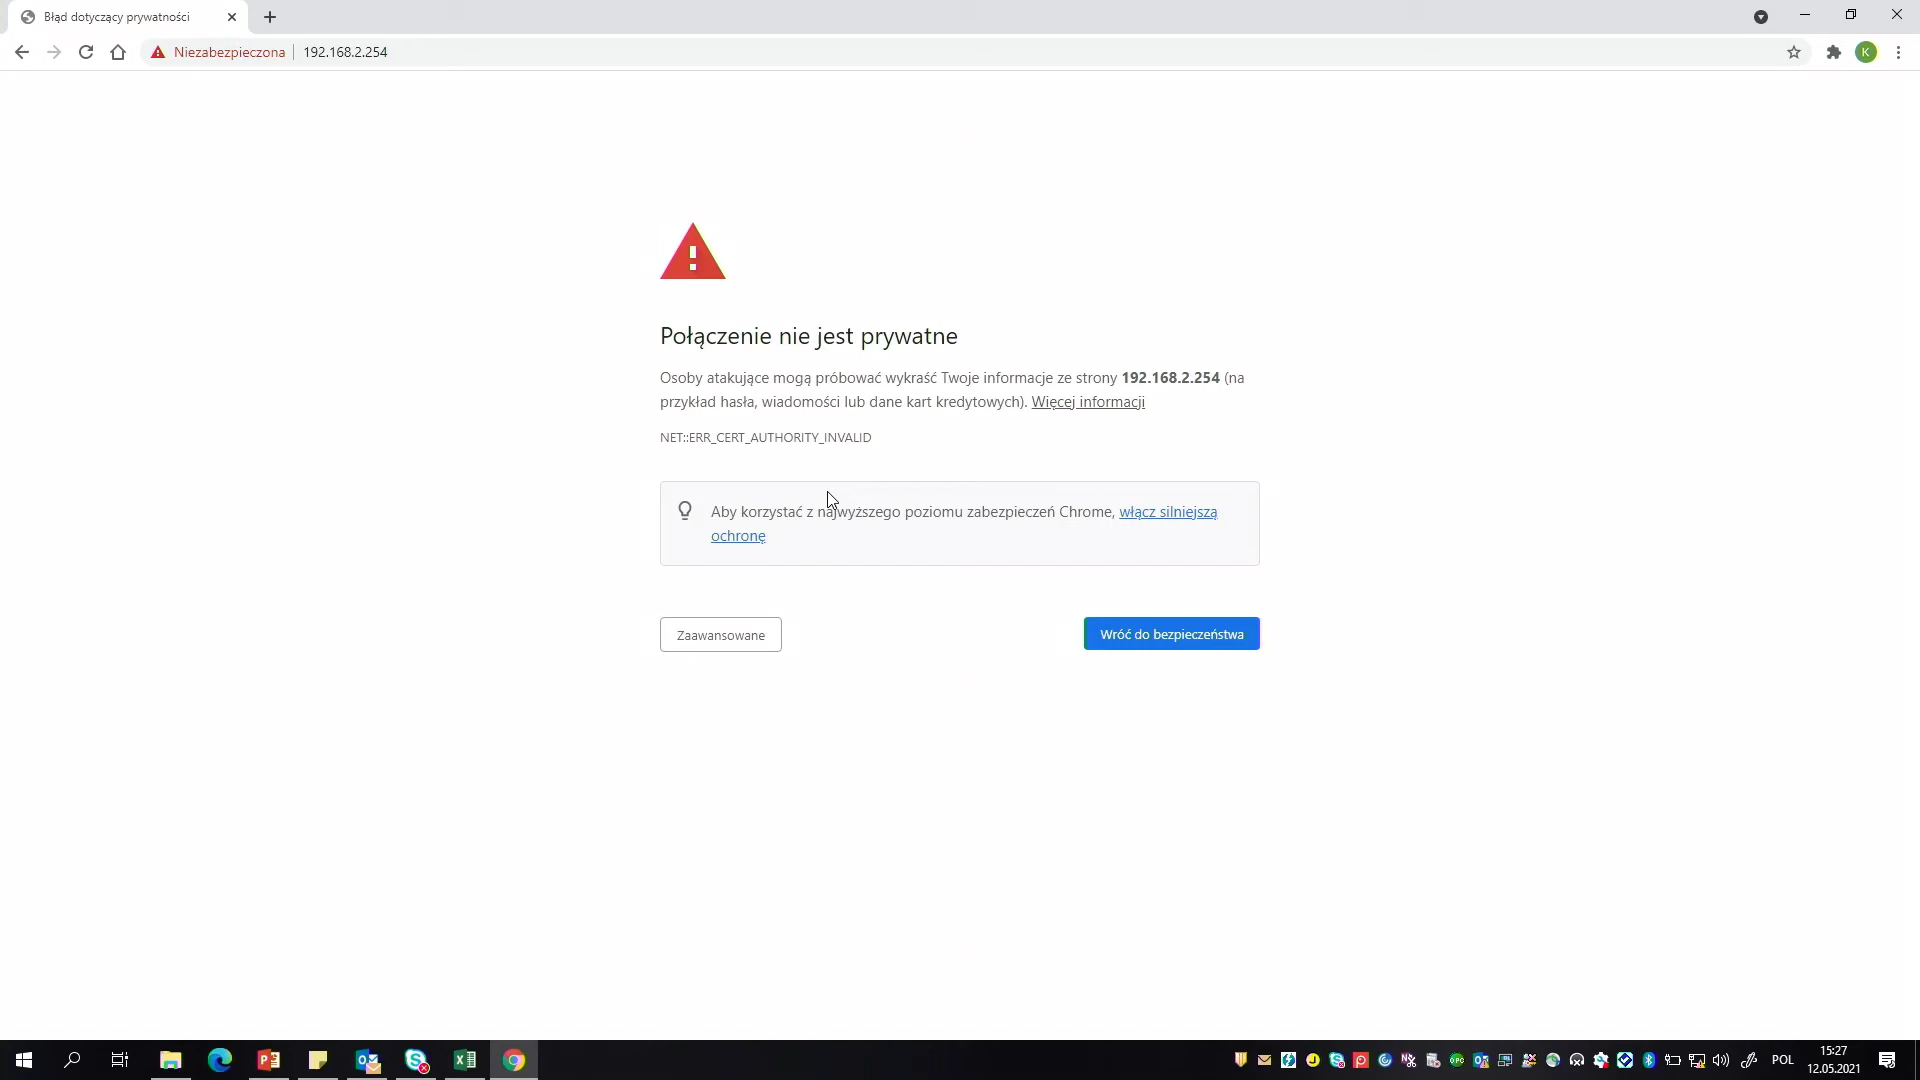 Błąd dotyczący prywatności
Niezabezpieczona
192.168.2.254
K
Połączenie nie jest prywatne
Osoby atakujące mogą próbować wykraść Twoje informacje ze strony 192.168.2.254 (na
przykład hasła, wiadomości lub dane kart kredytowych). Więcej informacji
NET::ERR_CERT_AUTHORITY_INVALID
Aby korzystać z najwyższego poziomu zabezpieczeń Chrome, włącz silniejszą
ochronę
Zaawansowane
Wróć do bezpieczeństwa
POL
15:27
12.05.2021